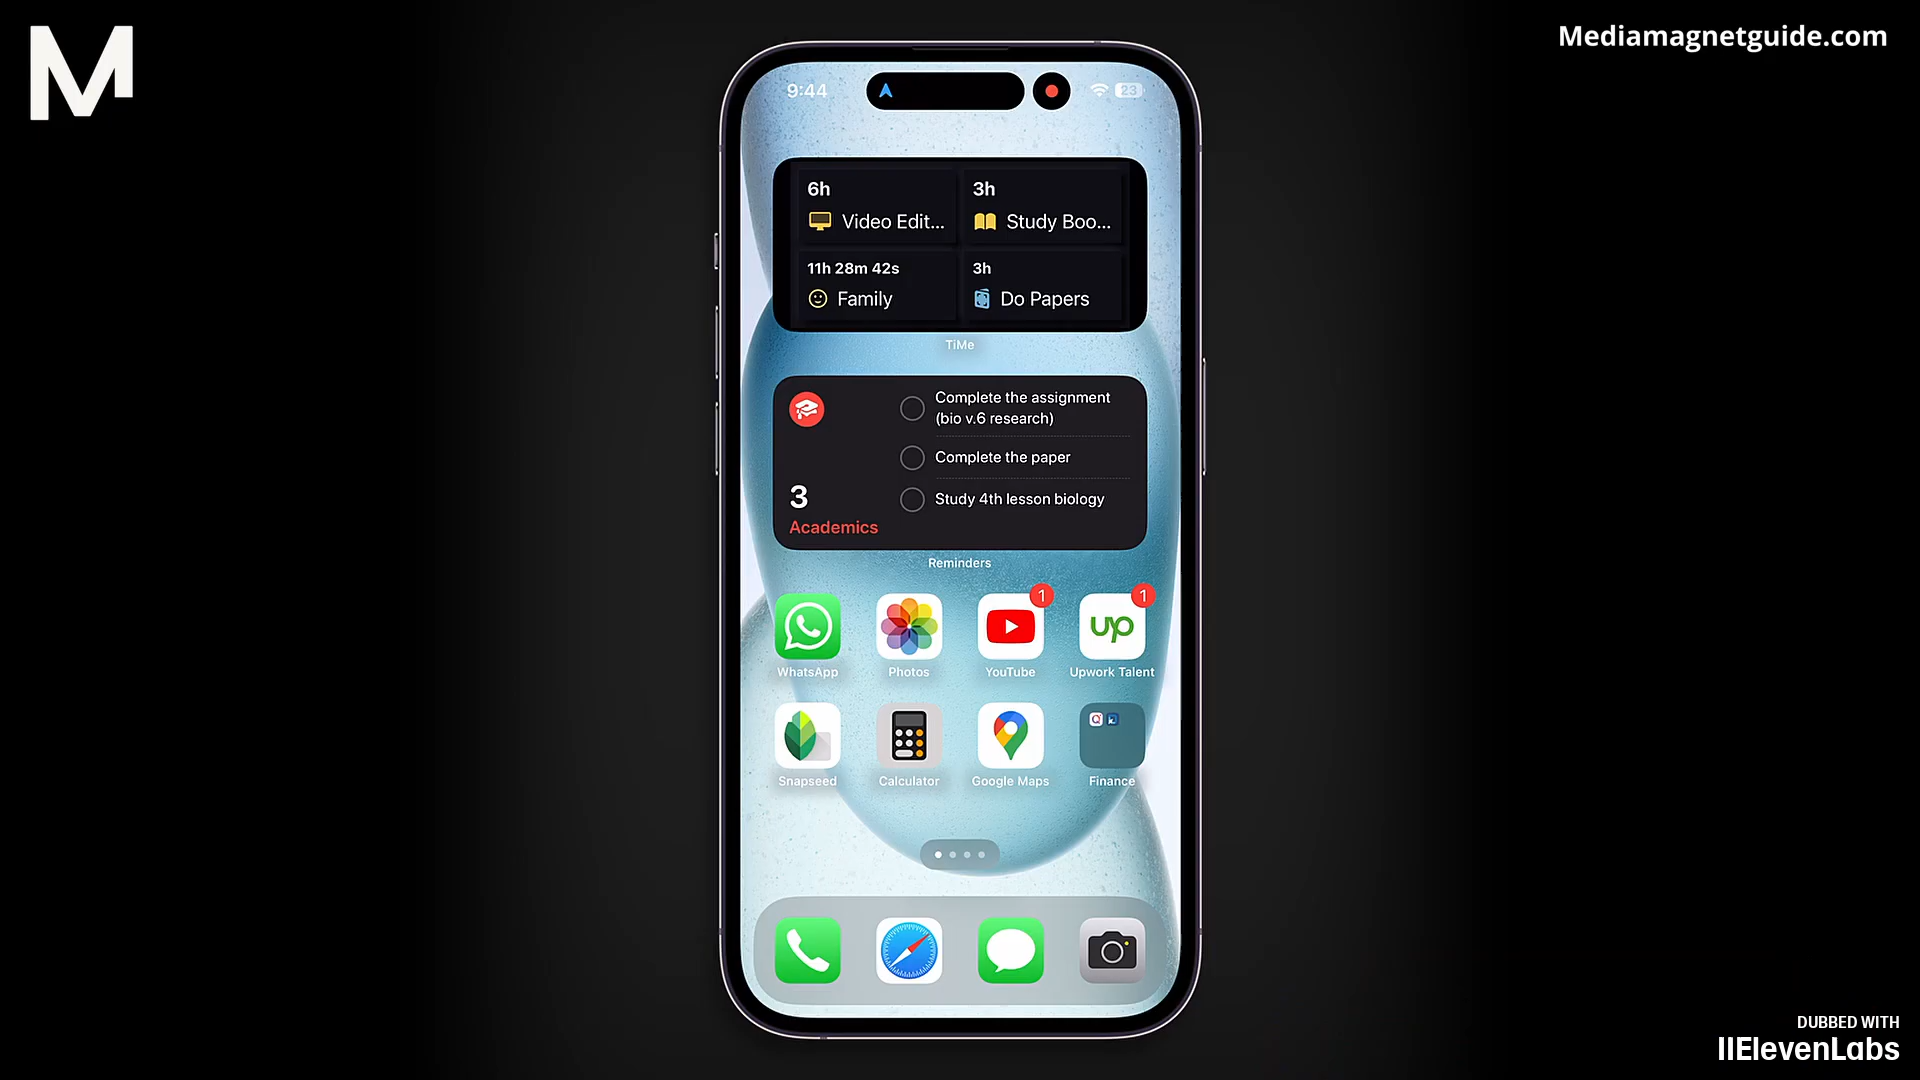 M
Mediamagnetguide.com
9:44
23
6h
Video Edit...
3h
Study Boo...
11h 28m 42s
Family
3h
Do Papers
TiMe
Complete the assignment
(bio v.6 research)
Complete the paper
3
Study 4th lesson biology
Academics
Reminders
1
1
up
WhatsApp
Photos
YouTube
Upwork Talent
Snapseed
Calculator
Google Maps
Finance
DUBBED WITH
IIElevenLabs